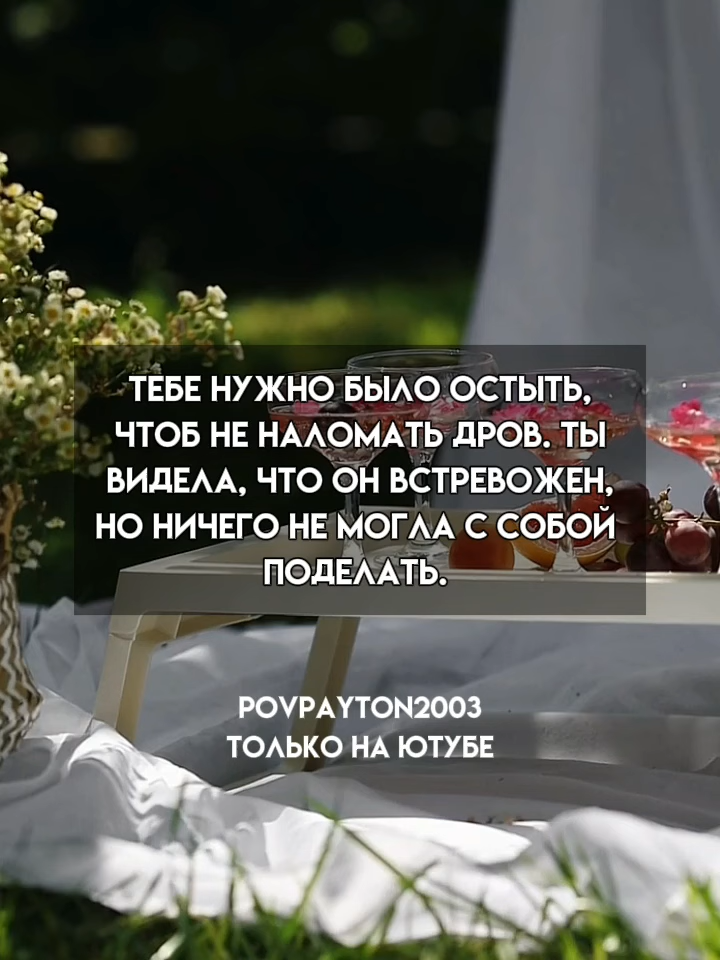 ТЕБЕ НУЖНО БЫЛО ОСТЫТЬ,
ЧТОБ НЕ НАЛОМАТЬ ДРОВ. ТЫ
ВИДЕЛА, ЧТО ОН ВСТРЕВОЖЕН,
НО НИЧЕГО НЕ МОГЛА С СОБОЙ
ПОДЕЛАТЬ.
POVPAYTON2003
ТОЛЬКО НА ЮТУБЕ